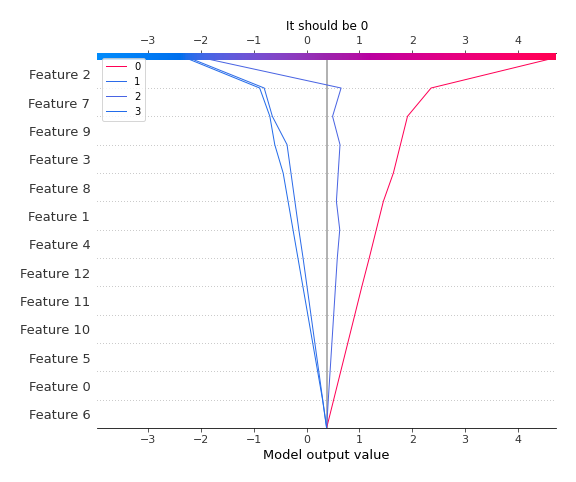 It should be 0
−3 −2 −1 0 1 2 3 4
0
1
2
3
Feature 2
Feature 7
Feature 9
Feature 3
Feature 8
Feature 1
Feature 4
Feature 12
Feature 11
Feature 10
Feature 5
Feature 0
Feature 6
−3 −2 −1 0 1 2 3 4
Model output value